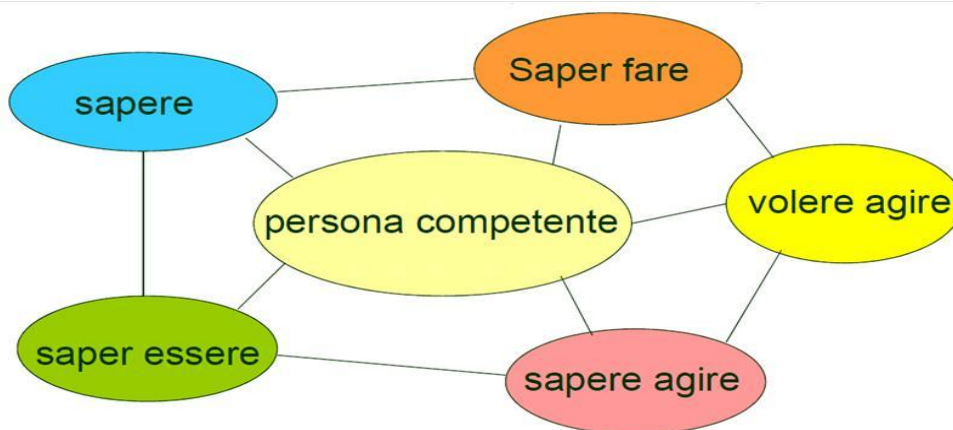 Saper fare
sapere
volere agire
persona competente
saper essere
sapere agire